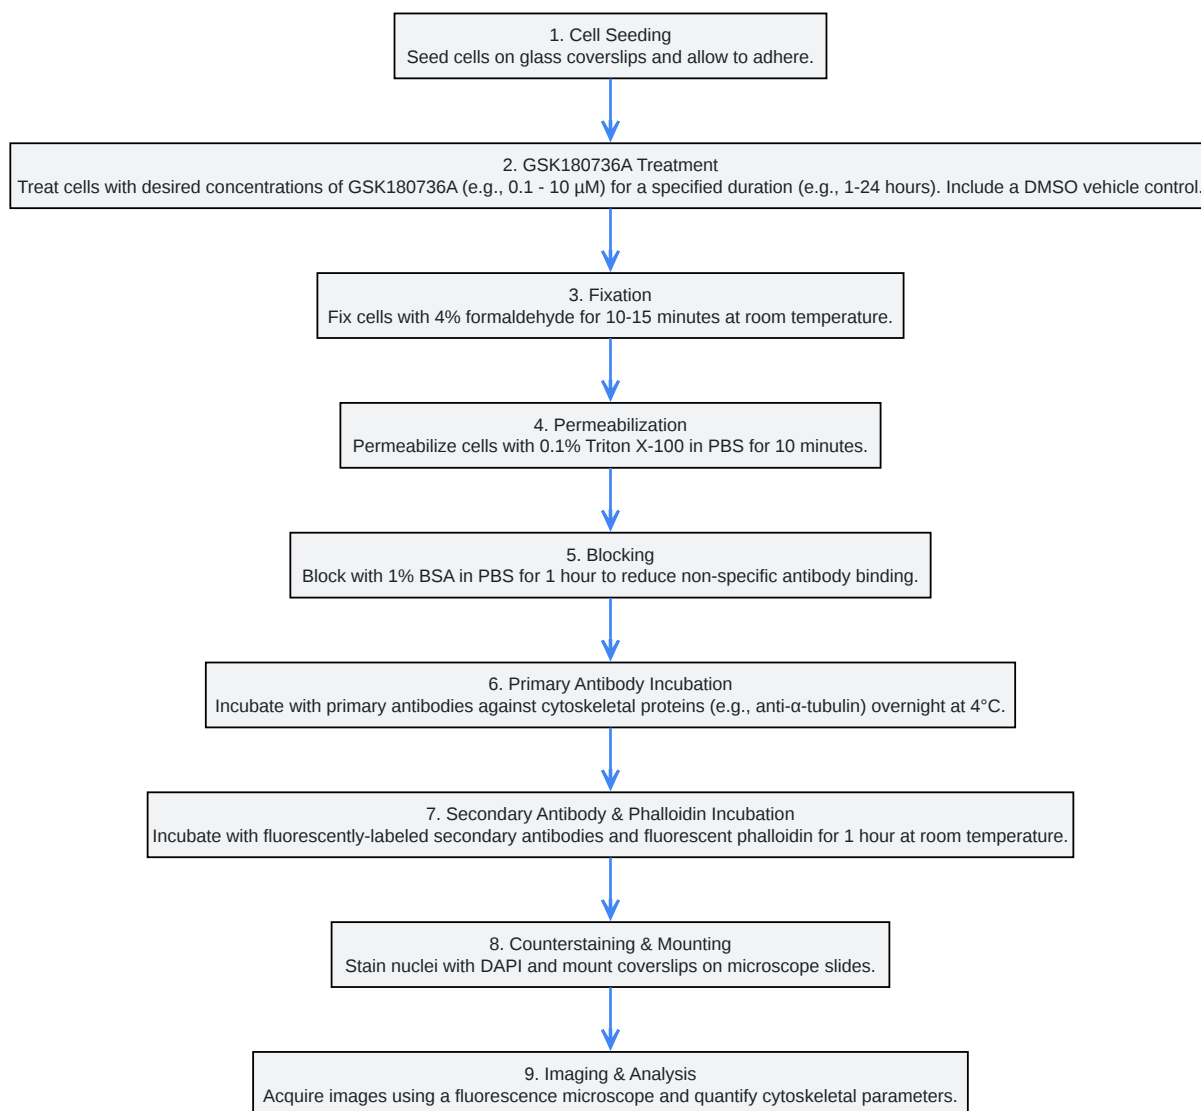 1. Cell Seeding
Seed cells on glass coverslips and allow to adhere.
2. GSK180736A Treatment
Treat cells with desired concentrations of GSK180736A (e.g., 0.1 - 10 µM) for a specified duration (e.g., 1-24 hours). Include a DMSO vehicle control.
3. Fixation
Fix cells with 4% formaldehyde for 10-15 minutes at room temperature.
4. Permeabilization
Permeabilize cells with 0.1% Triton X-100 in PBS for 10 minutes.
5. Blocking
Block with 1% BSA in PBS for 1 hour to reduce non-specific antibody binding.
6. Primary Antibody Incubation
Incubate with primary antibodies against cytoskeletal proteins (e.g., anti-α-tubulin) overnight at 4°C.
7. Secondary Antibody & Phalloidin Incubation
Incubate with fluorescently-labeled secondary antibodies and fluorescent phalloidin for 1 hour at room temperature.
8. Counterstaining & Mounting
Stain nuclei with DAPI and mount coverslips on microscope slides.
9. Imaging & Analysis
Acquire images using a fluorescence microscope and quantify cytoskeletal parameters.